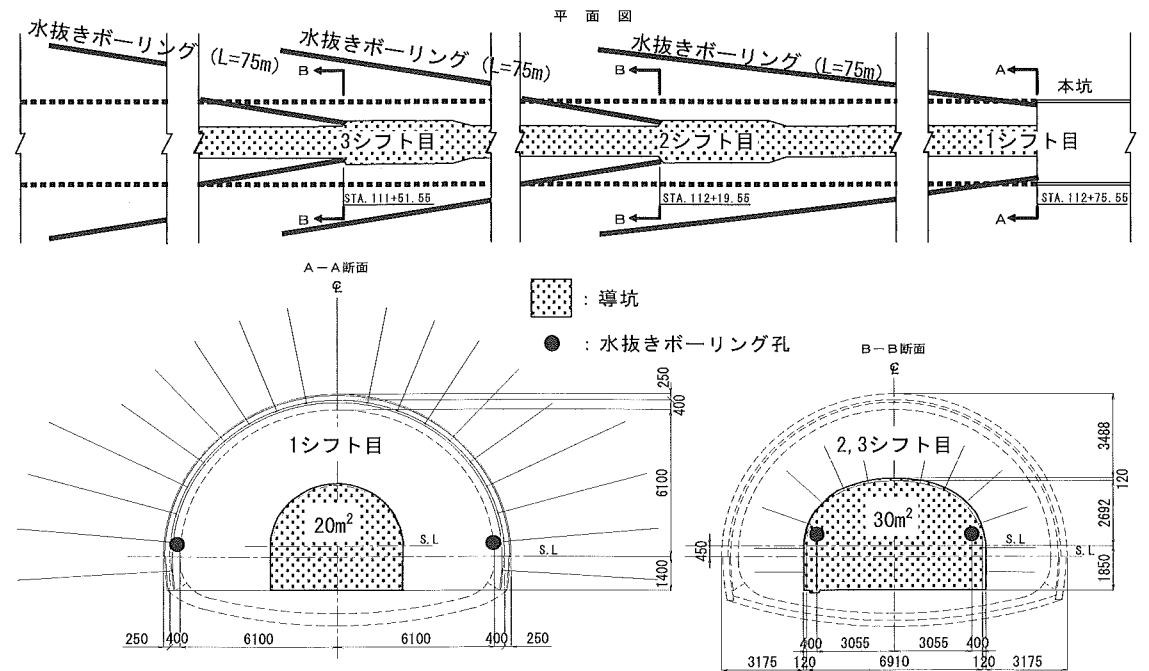 平面図
水抜きボーリング (L=75m)
水抜きボーリング (L=75m)
水抜きボーリング (L=75m)
B
B
A
本坑
3シフト目
2シフト目
1シフト目
STA.111+51.55
STA.112+19.55
STA.112+75.55
B
B
A
A-A断面
℄
:導坑
:水抜きボーリング孔
B-B断面
℄
1シフト目
20m²
S.L
S.L
250
400
6100
1400
250
400
6100
6100
400
250
2,3シフト目
30m²
S.L
S.L
3488
120
2692
1850
450
400
3055
3055
400
3175
120
6910
120
3175